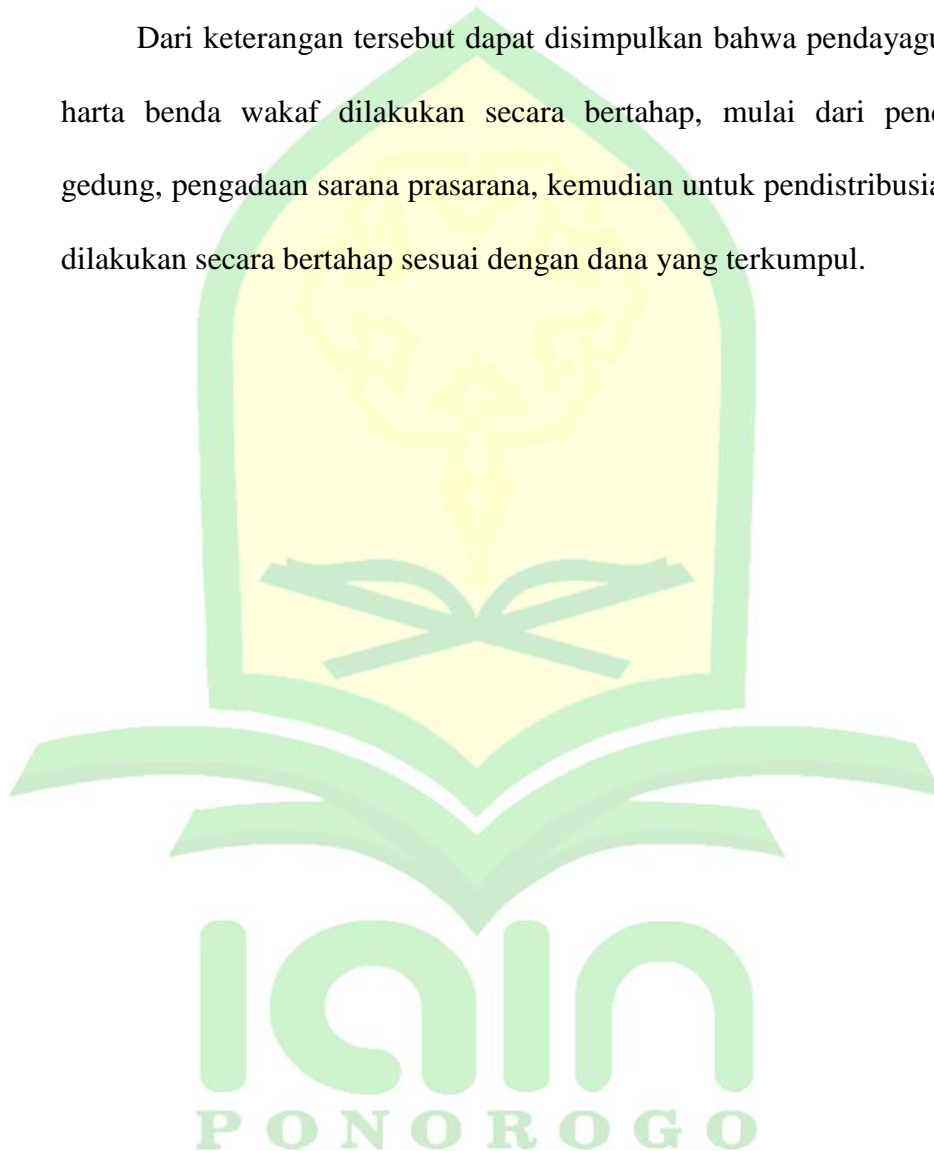 Dari keterangan tersebut dapat disimpulkan bahwa pendayagu
harta benda wakaf dilakukan secara bertahap, mulai dari pen
gedung, pengadaan sarana prasarana, kemudian untuk pendistribusi
dilakukan secara bertahap sesuai dengan dana yang terkumpul.
IAIN
PONOROGO